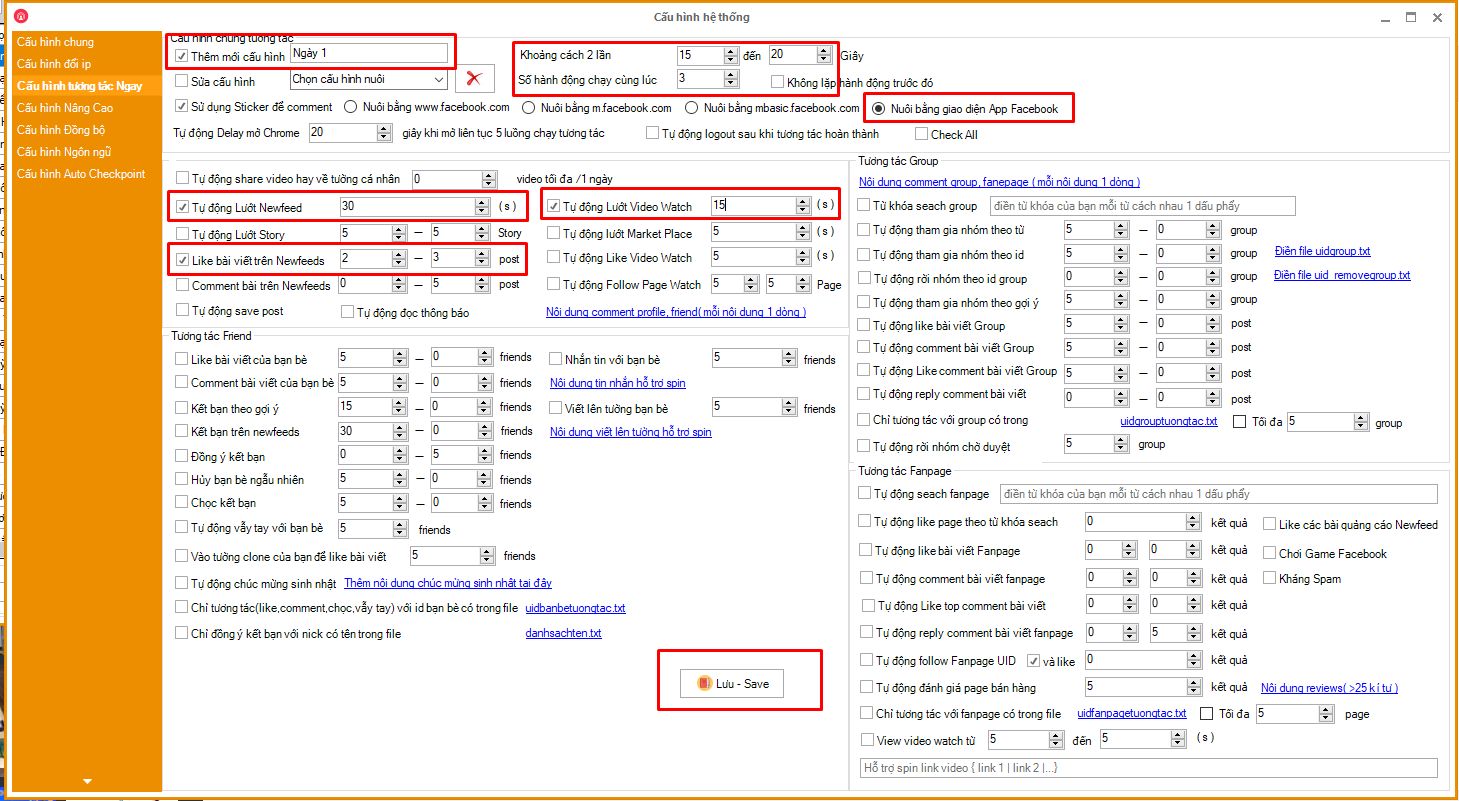 Cấu hình hệ thống
Cấu hình chung
Cấu hình đổi ip
Cấu hình tương tác Ngay
Cấu hình Nâng Cao
Cấu hình Đồng bộ
Cấu hình Ngôn ngữ
Cấu hình Auto Checkpoint
Cấu hình chung tương tác
Thêm mới cấu hình Ngày 1
Khoảng cách 2 lần 15 đến 20 Giây
Sửa cấu hình Chọn cấu hình nuôi
Số hành động chạy cùng lúc 3 Không lặp hành động trước đó
Sử dụng Sticker để comment Nuôi bằng www.facebook.com Nuôi bằng m.facebook.com Nuôi bằng mbasic.facebook.com Nuôi bằng giao diện App Facebook
Tự động Delay mở Chrome 20 giây khi mở liên tục 5 luồng chạy tương tác Tự động logout sau khi tương tác hoàn thành Check All
Tự động share video hay về tường cá nhân 0 video tối đa /1 ngày
Tự động Lướt Newfeed 30 ( s ) Tự động Lướt Video Watch 15 ( s )
Tự động Lướt Story 5 – 5 Story Tự động lướt Market Place 5 ( s )
Like bài viết trên Newfeeds 2 – 3 post Tự động Like Video Watch 5 ( s )
Comment bài trên Newfeeds 0 – 5 post Tự động Follow Page Watch 5 5 Page
Tự động save post Tự động đọc thông báo Nội dung comment profile, friend( mỗi nội dung 1 dòng )
Tương tác Friend
Like bài viết của bạn bè 5 – 0 friends Nhắn tin với bạn bè 5 friends
Comment bài viết của bạn bè 5 – 0 friends Nội dung tin nhắn hỗ trợ spin
Kết bạn theo gợi ý 15 – 0 friends Viết lên tường bạn bè 5 friends
Kết bạn trên newfeeds 30 – 0 friends Nội dung viết lên tường hỗ trợ spin
Đồng ý kết bạn 0 – 5 friends
Hủy bạn bè ngẫu nhiên 5 – 0 friends
Chọc kết bạn 5 – 0 friends
Tự động vẫy tay với bạn bè 5 friends
Vào tường clone của bạn để like bài viết 5 friends
Tự động chúc mừng sinh nhật Thêm nội dung chúc mừng sinh nhật tại đây
Chỉ tương tác(like,comment,chọc,vẫy tay) với id bạn bè có trong file uidbanbetuongtac.txt
Chỉ đồng ý kết bạn với nick có tên trong file danhsachten.txt
Lưu - Save
Tương tác Group
Nội dung comment group, fanepage ( mỗi nội dung 1 dòng )
Từ khóa seach group điền từ khóa của bạn mỗi từ cách nhau 1 dấu phẩy
Tự động tham gia nhóm theo từ 5 – 0 group
Tự động tham gia nhóm theo id 5 – 0 group Điền file uidgroup.txt
Tự động rời nhóm theo id group 0 – 0 group Điền file uid_removegroup.txt
Tự động tham gia nhóm theo gợi ý 5 – 0 group
Tự động like bài viết Group 5 – 0 post
Tự động comment bài viết Group 5 – 0 post
Tự động Like comment bài viết Group 5 – 0 post
Tự động reply comment bài viết 0 – 0 post
Chỉ tương tác với group có trong uidgrouptuongtac.txt Tối đa 5 group
Tự động rời nhóm chờ duyệt 5 group
Tương tác Fanpage
Tự động seach fanpage điền từ khóa của bạn mỗi từ cách nhau 1 dấu phẩy
Tự động like page theo từ khóa seach 0 kết quả Like các bài quảng cáo Newfeed
Tự động like bài viết Fanpage 0 0 kết quả Chơi Game Facebook
Tự động comment bài viết fanpage 0 0 kết quả Kháng Spam
Tự động Like top comment bài viết 0 0 kết quả
Tự động reply comment bài viết fanpage 0 5 kết quả
Tự động follow Fanpage UID và like 0 kết quả
Tự động đánh giá page bán hàng 5 kết quả Nội dung reviews( >25 kí tự )
Chỉ tương tác với fanpage có trong file uidfanpagetuongtac.txt Tối đa 5 page
View video watch từ 5 đến 5 ( s )
Hỗ trợ spin link video { link 1 | link 2 |...}